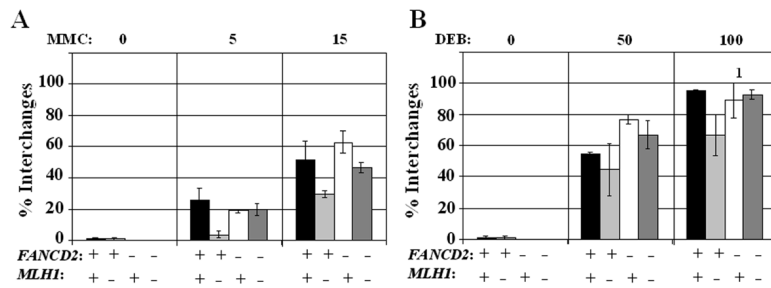 A B
MMC: 0 5 15
DEB: 0 50 100
% Interchanges
100
80
60
40
20
0
% Interchanges
100
80
60
40
20
0
1
FANCD2: + + – – + + – – + + – –
MLH1: + – + – + – + – + – + –
FANCD2: + + – – + + – – + + – –
MLH1: + – + – + – + – + – + –